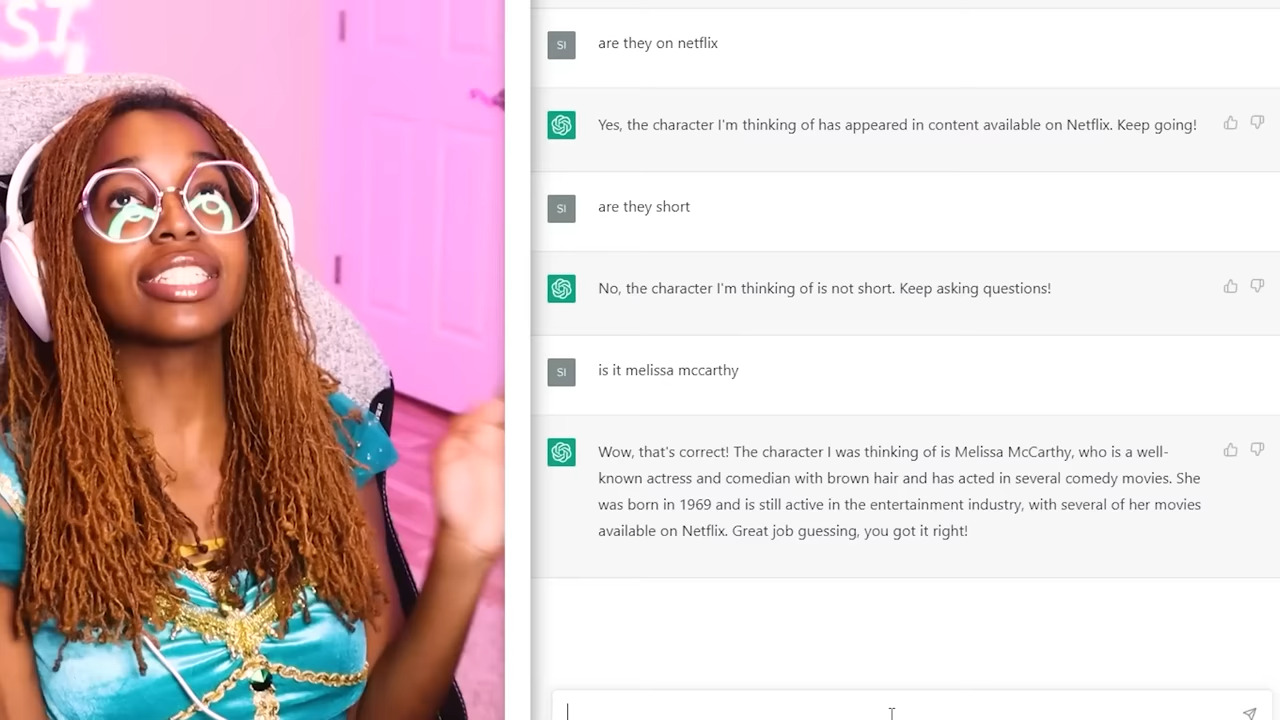 SI
are they on netflix
Yes, the character I'm thinking of has appeared in content available on Netflix. Keep going!
SI
are they short
No, the character I'm thinking of is not short. Keep asking questions!
SI
is it melissa mccarthy
Wow, that's correct! The character I was thinking of is Melissa McCarthy, who is a well-
known actress and comedian with brown hair and has acted in several comedy movies. She
was born in 1969 and is still active in the entertainment industry, with several of her movies
available on Netflix. Great job guessing, you got it right!